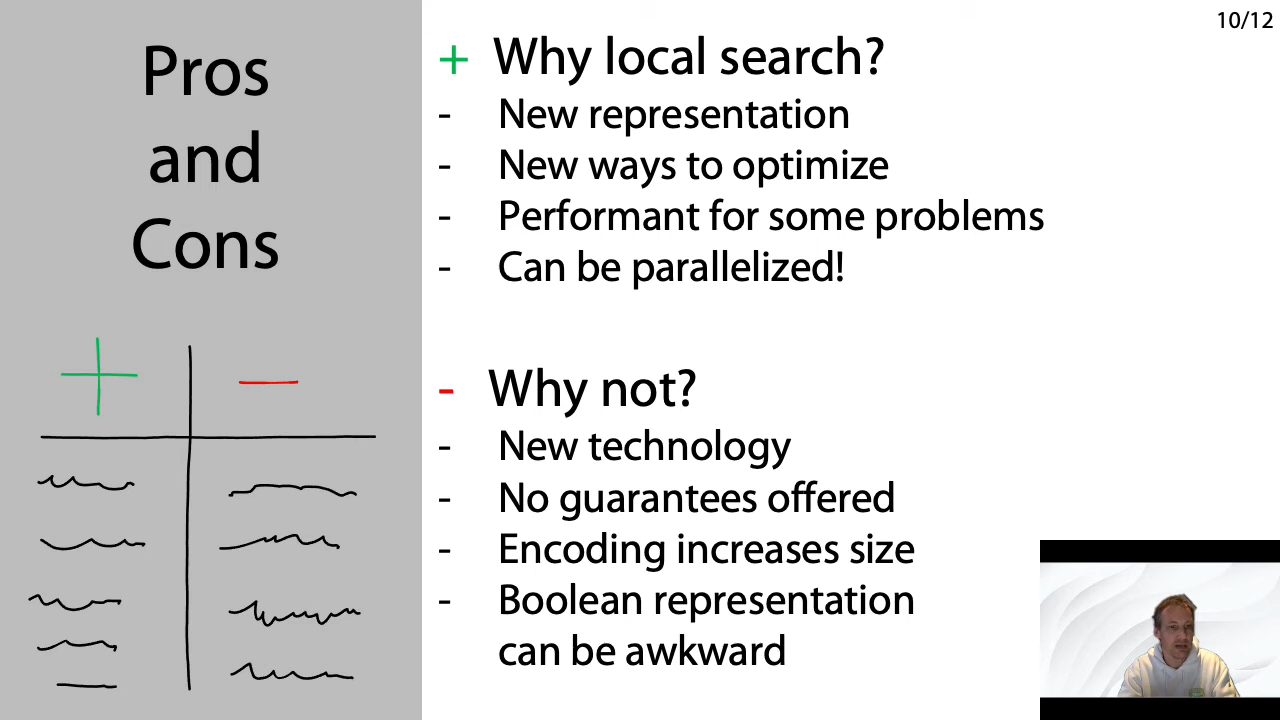 10/12
Pros
and
Cons
+ Why local search?
- New representation
- New ways to optimize
- Performant for some problems
- Can be parallelized!
- Why not?
- New technology
- No guarantees offered
- Encoding increases size
- Boolean representation
can be awkward